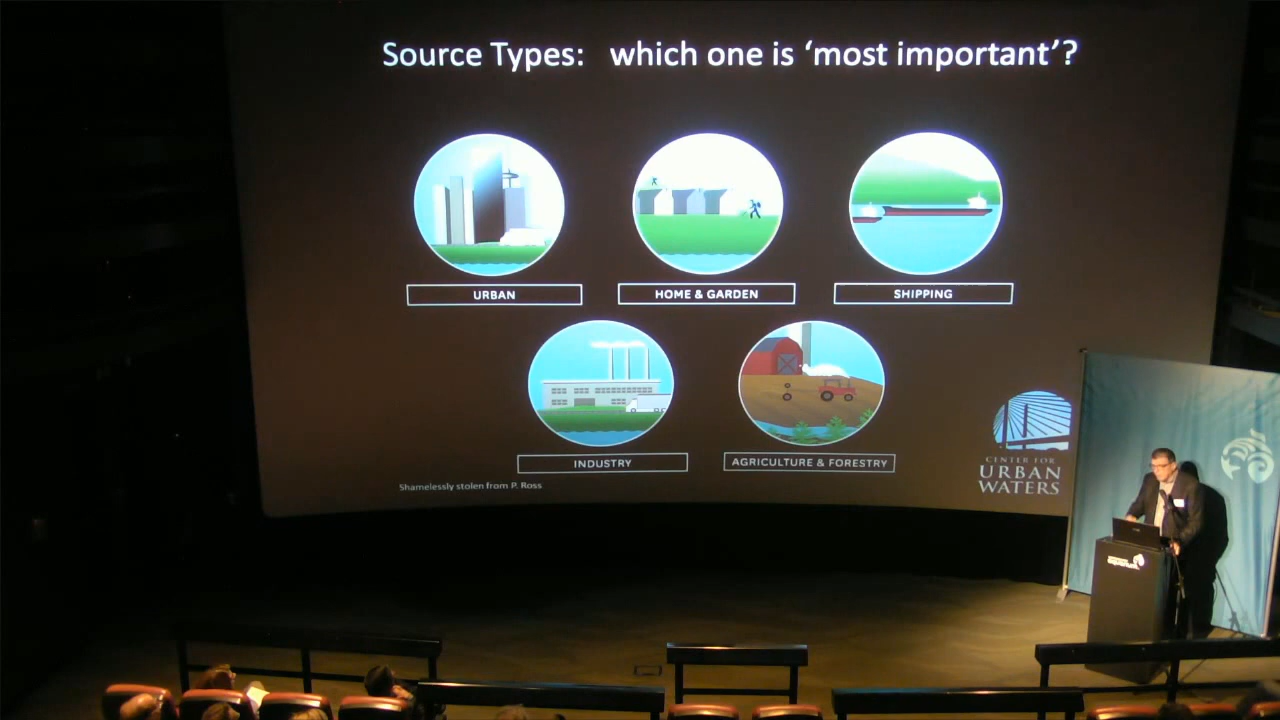 Source Types: which one is ‘most important’?
URBAN
HOME & GARDEN
SHIPPING
INDUSTRY
AGRICULTURE & FORESTRY
Shamelessly stolen from P. Ross
CENTER FOR
URBAN
WATERS
aquarium